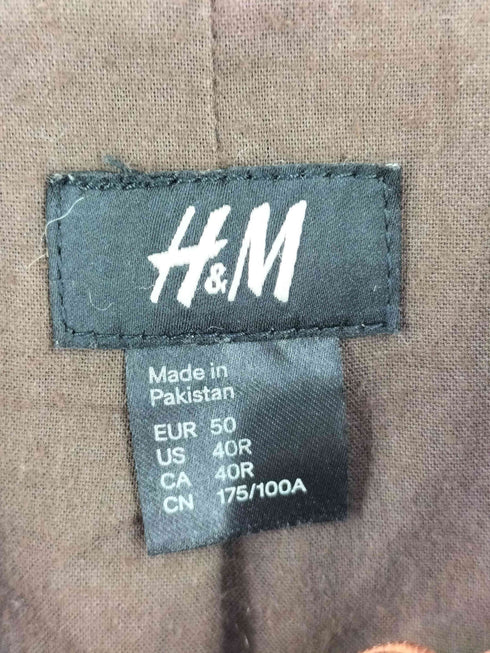 H&M
Made in
Pakistan
EUR 50
US 40R
CA 40R
CN 175/100A